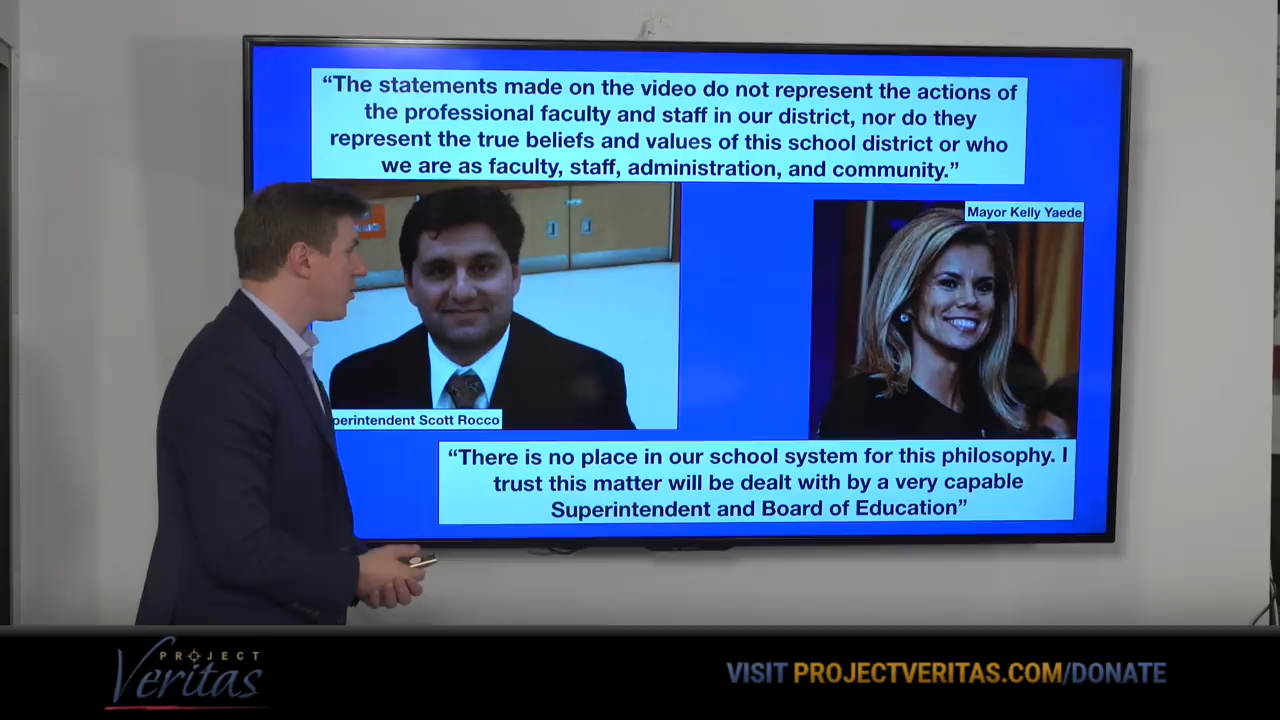 “The statements made on the video do not represent the actions of
the professional faculty and staff in our district, nor do they
represent the true beliefs and values of this school district or who
we are as faculty, staff, administration, and community.”
Mayor Kelly Yaede
perintendent Scott Rocco
“There is no place in our school system for this philosophy. I
trust this matter will be dealt with by a very capable
Superintendent and Board of Education”
PROJECT
Veritas
VISIT PROJECTVERITAS.COM/DONATE